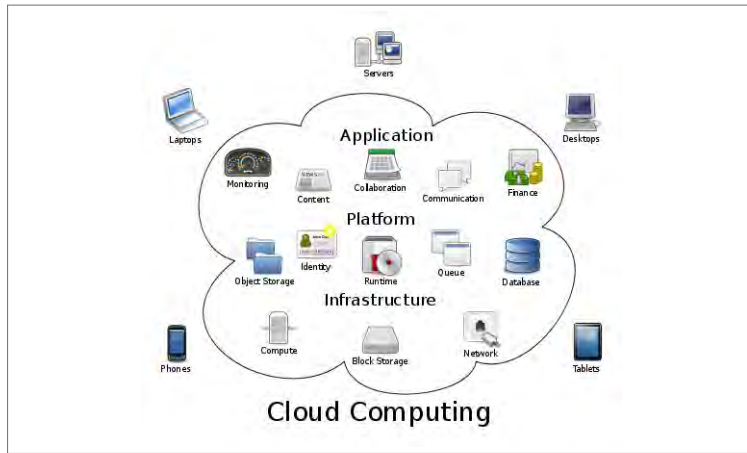 Servers
Laptops
Desktops
Application
Monitoring
Content
Collaboration
Communication
Finance
Platform
Object Storage
Identity
Runtime
Queue
Database
Infrastructure
Compute
Block Storage
Network
Phones
Tablets
Cloud Computing